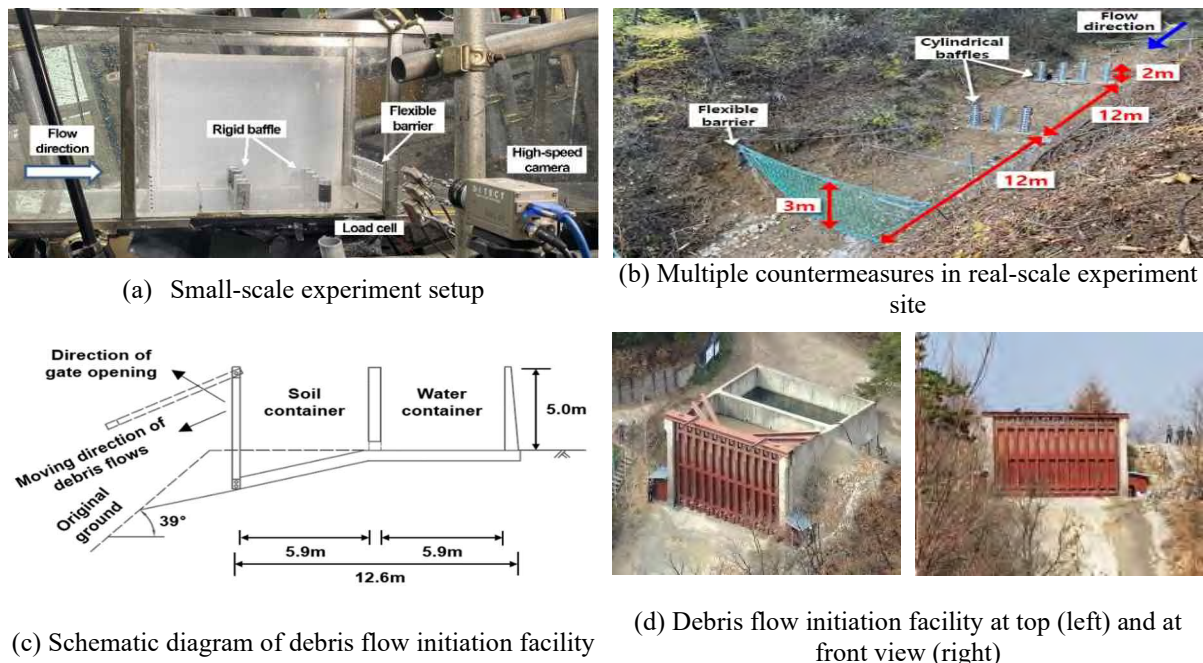 Flow
direction
Rigid baffle
Flexible
barrier
High-speed
camera
Load cell
(a) Small-scale experiment setup
Flow
direction
Cylindrical
baffles
2m
Flexible
barrier
12m
12m
3m
(b) Multiple countermeasures in real-scale experiment
site
Direction of
gate opening
Soil
container
Water
container
5.0m
Moving direction of
debris flows
Original
ground
39°
5.9m
5.9m
12.6m
(c) Schematic diagram of debris flow initiation facility
(d) Debris flow initiation facility at top (left) and at
front view (right)